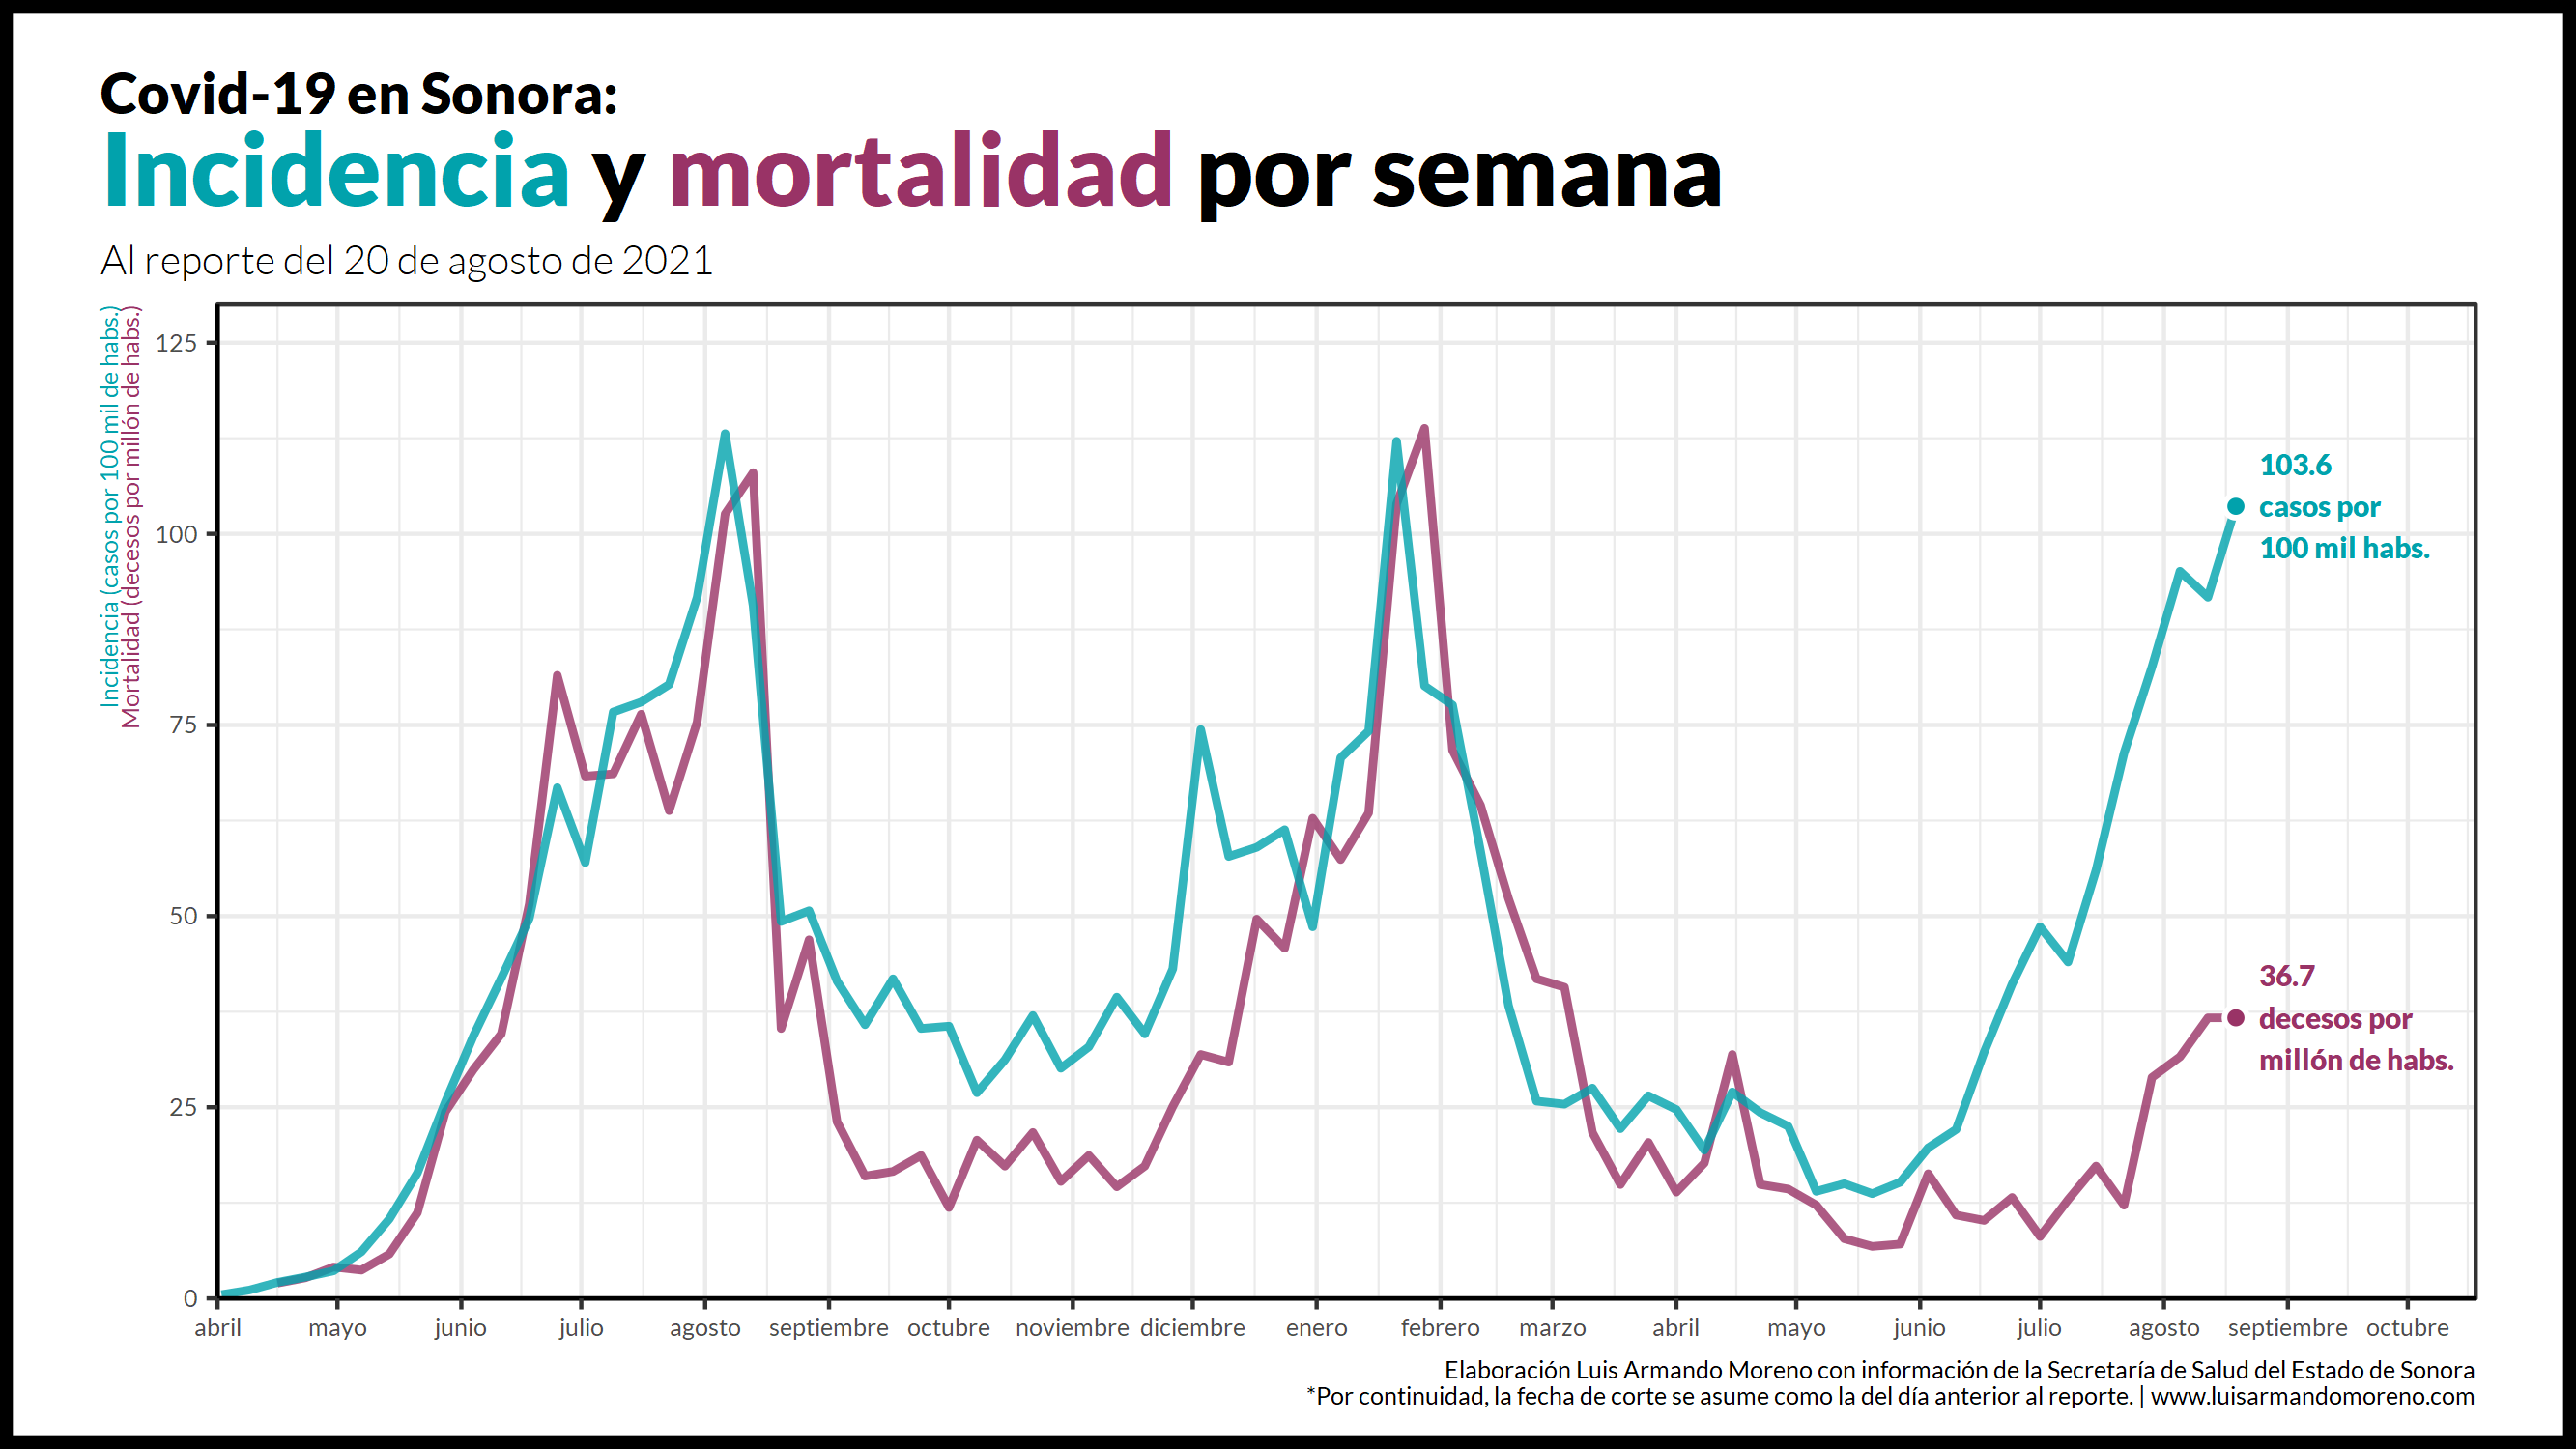 Covid-19 en Sonora:
Incidencia y mortalidad por semana
Al reporte del 20 de agosto de 2021
Incidencia (casos por 100 mil de habs.)
Mortalidad (decesos por millón de habs.)
125
100
75
50
25
0
103.6
casos por
100 mil habs.
36.7
decesos por
millón de habs.
abril mayo junio julio agosto septiembre octubre noviembre diciembre enero febrero marzo abril mayo junio julio agosto septiembre octubre
Elaboración Luis Armando Moreno con información de la Secretaría de Salud del Estado de Sonora
*Por continuidad, la fecha de corte se asume como la del día anterior al reporte. | www.luisarmandomoreno.com